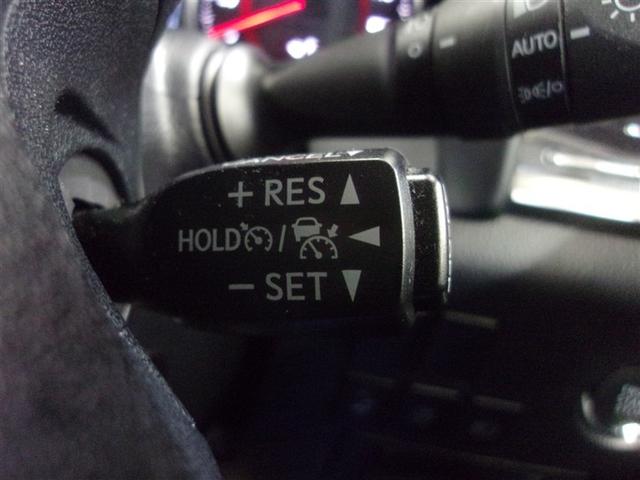 AUTO
+ RES ▲
HOLD / ◄
− SET ▼